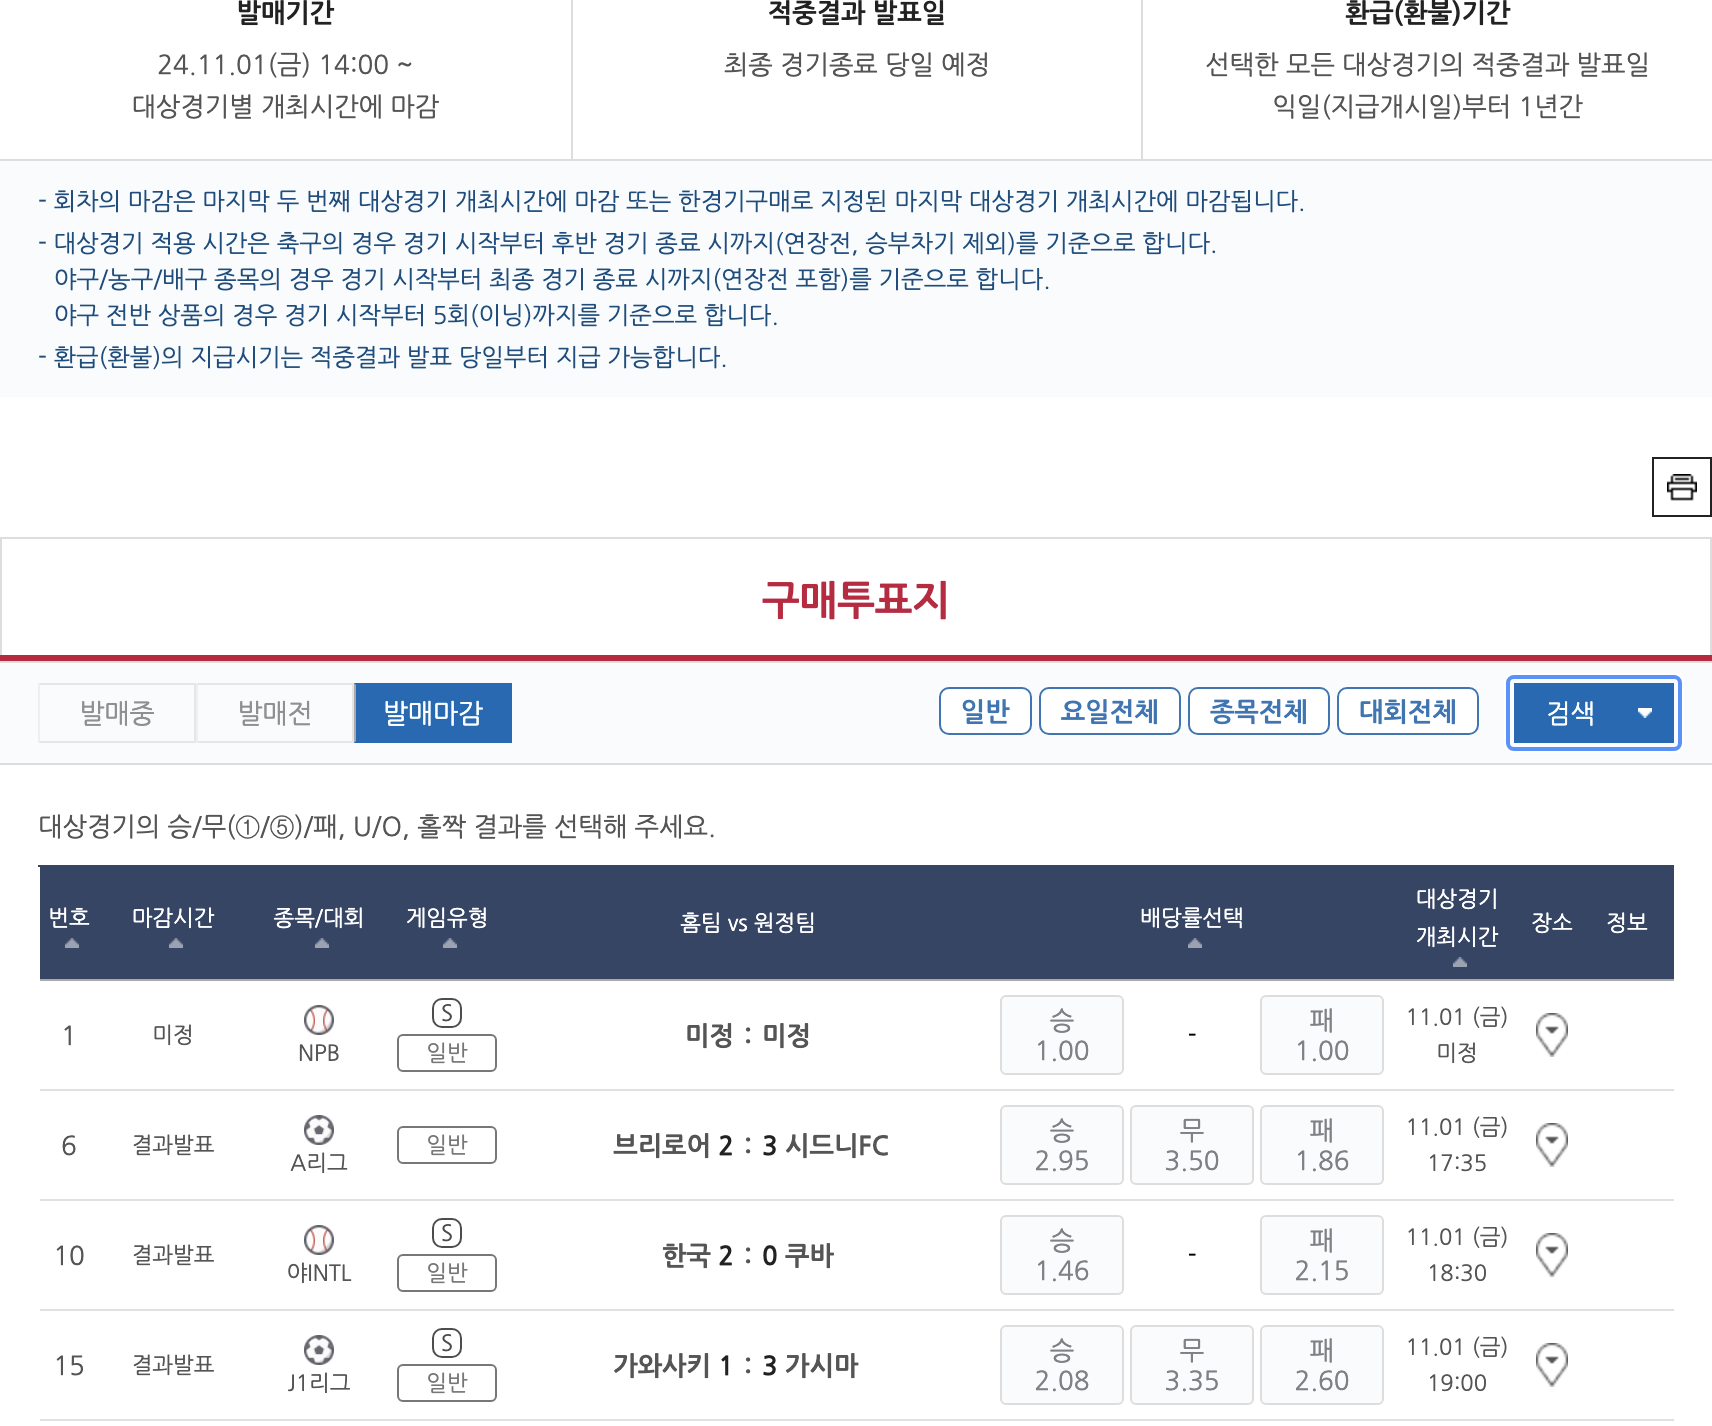 발매기간
적중결과 발표일
환급(환불)기간
24.11.01(금) 14:00 ~
대상경기별 개최시간에 마감
최종 경기종료 당일 예정
선택한 모든 대상경기의 적중결과 발표일
익일(지급개시일)부터 1년간
- 회차의 마감은 마지막 두 번째 대상경기 개최시간에 마감 또는 한경기구매로 지정된 마지막 대상경기 개최시간에 마감됩니다.
- 대상경기 적용 시간은 축구의 경우 경기 시작부터 후반 경기 종료 시까지(연장전, 승부차기 제외)를 기준으로 합니다.
야구/농구/배구 종목의 경우 경기 시작부터 최종 경기 종료 시까지(연장전 포함)를 기준으로 합니다.
야구 전반 상품의 경우 경기 시작부터 5회(이닝)까지를 기준으로 합니다.
- 환급(환불)의 지급시기는 적중결과 발표 당일부터 지급 가능합니다.
구매투표지
발매중 발매전 발매마감 일반 요일전체 종목전체 대회전체 검색
대상경기의 승/무(①/⑤)/패, U/O, 홀짝 결과를 선택해 주세요.
번호 마감시간 종목/대회 게임유형 홈팀 vs 원정팀 배당률선택 대상경기 개최시간 장소 정보
1 미정 NPB S 일반 미정 : 미정 승 1.00 - 패 1.00 11.01 (금) 미정
6 결과발표 A리그 일반 브리로어 2 : 3 시드니FC 승 2.95 무 3.50 패 1.86 11.01 (금) 17:35
10 결과발표 야INTL S 일반 한국 2 : 0 쿠바 승 1.46 - 패 2.15 11.01 (금) 18:30
15 결과발표 J1리그 S 일반 가와사키 1 : 3 가시마 승 2.08 무 3.35 패 2.60 11.01 (금) 19:00